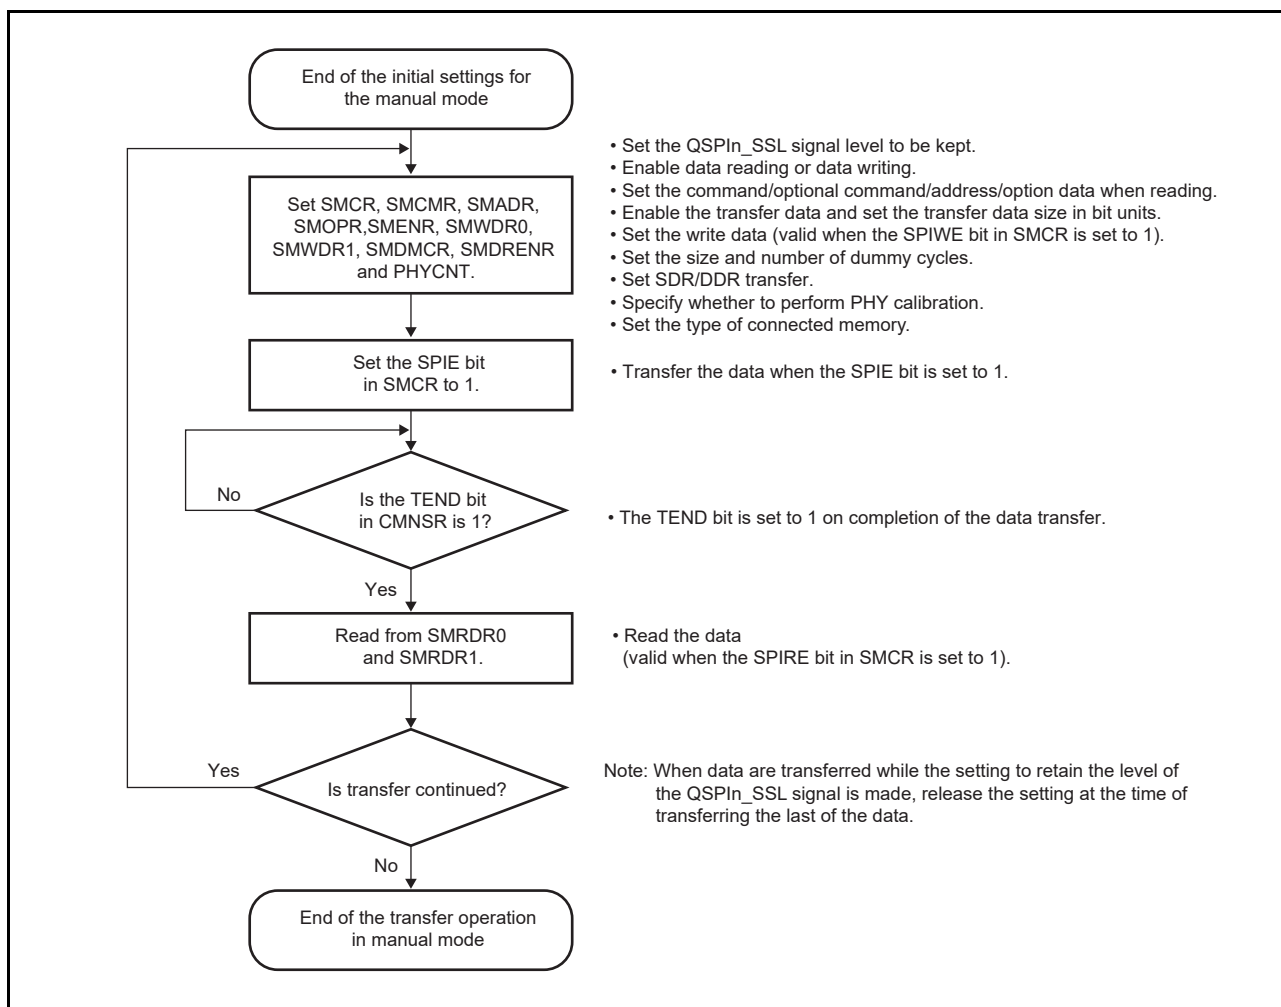 End of the initial settings for
the manual mode
• Set the QSPIn_SSL signal level to be kept.
• Enable data reading or data writing.
• Set the command/optional command/address/option data when reading.
• Enable the transfer data and set the transfer data size in bit units.
• Set the write data (valid when the SPIWE bit in SMCR is set to 1).
• Set the size and number of dummy cycles.
• Set SDR/DDR transfer.
• Specify whether to perform PHY calibration.
• Set the type of connected memory.
Set SMCR, SMCMR, SMADR,
SMOPR,SMENR, SMWDR0,
SMWDR1, SMDMCR, SMDRENR
and PHYCNT.
Set the SPIE bit
in SMCR to 1.
• Transfer the data when the SPIE bit is set to 1.
No
Is the TEND bit
in CMNSR is 1?
• The TEND bit is set to 1 on completion of the data transfer.
Yes
Read from SMRDR0
and SMRDR1.
• Read the data
(valid when the SPIRE bit in SMCR is set to 1).
Yes
Is transfer continued?
Note: When data are transferred while the setting to retain the level of
the QSPIn_SSL signal is made, release the setting at the time of
transferring the last of the data.
No
End of the transfer operation
in manual mode